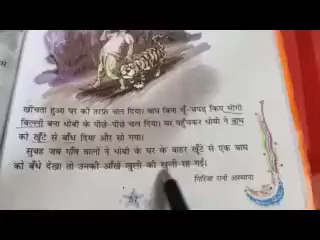 खींचता हुआ घर की तरफ़ चल दिया। बाघ बिना चूँ-चपड़ किए भीगी
बिल्ली बना धोबी के पीछे-पीछे चल दिया। घर पहुँचकर धोबी ने बाघ
को खूँटे से बाँध दिया और सो गया।
सुबह जब गाँव वालों ने धोबी के घर के बाहर खूँटे से एक बाघ
को बँधे देखा तो उनकी आँखें खुली की खुली रह गईं।
गिरिजा रानी अस्थाना